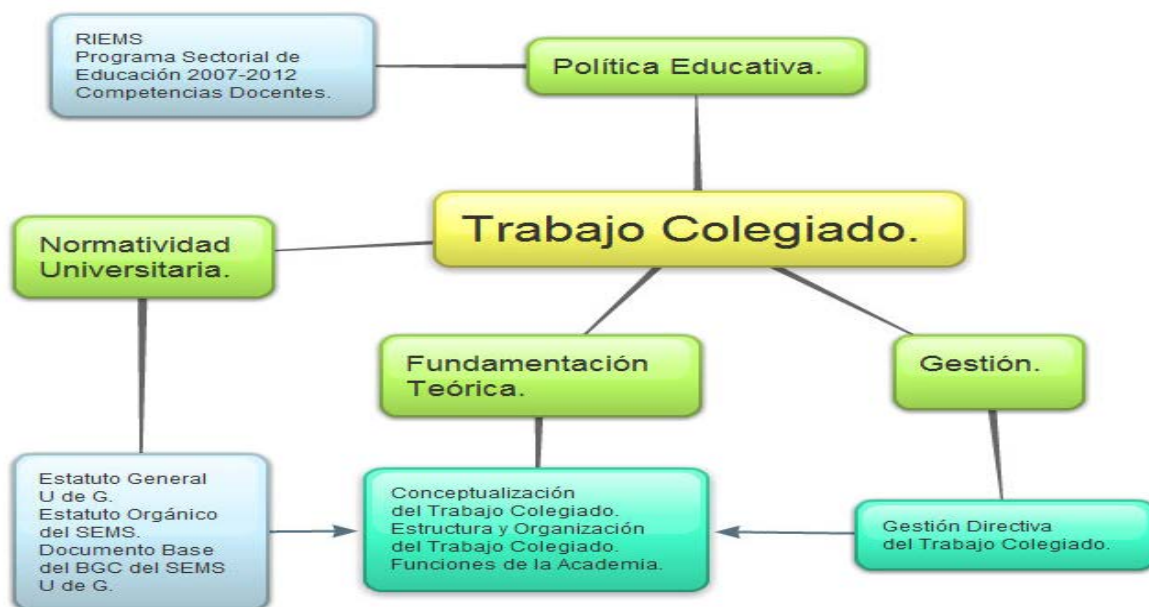 RIEMS
Programa Sectorial de
Educación 2007-2012
Competencias Docentes.
Política Educativa.
Trabajo Colegiado.
Normatividad
Universitaria.
Fundamentación
Teórica.
Gestión.
Estatuto General
U de G.
Estatuto Orgánico
del SEMS.
Documento Base
del BGC del SEMS
U de G.
Conceptualización
del Trabajo Colegiado.
Estructura y Organización
del Trabajo Colegiado.
Funciones de la Academia.
Gestión Directiva
del Trabajo Colegiado.